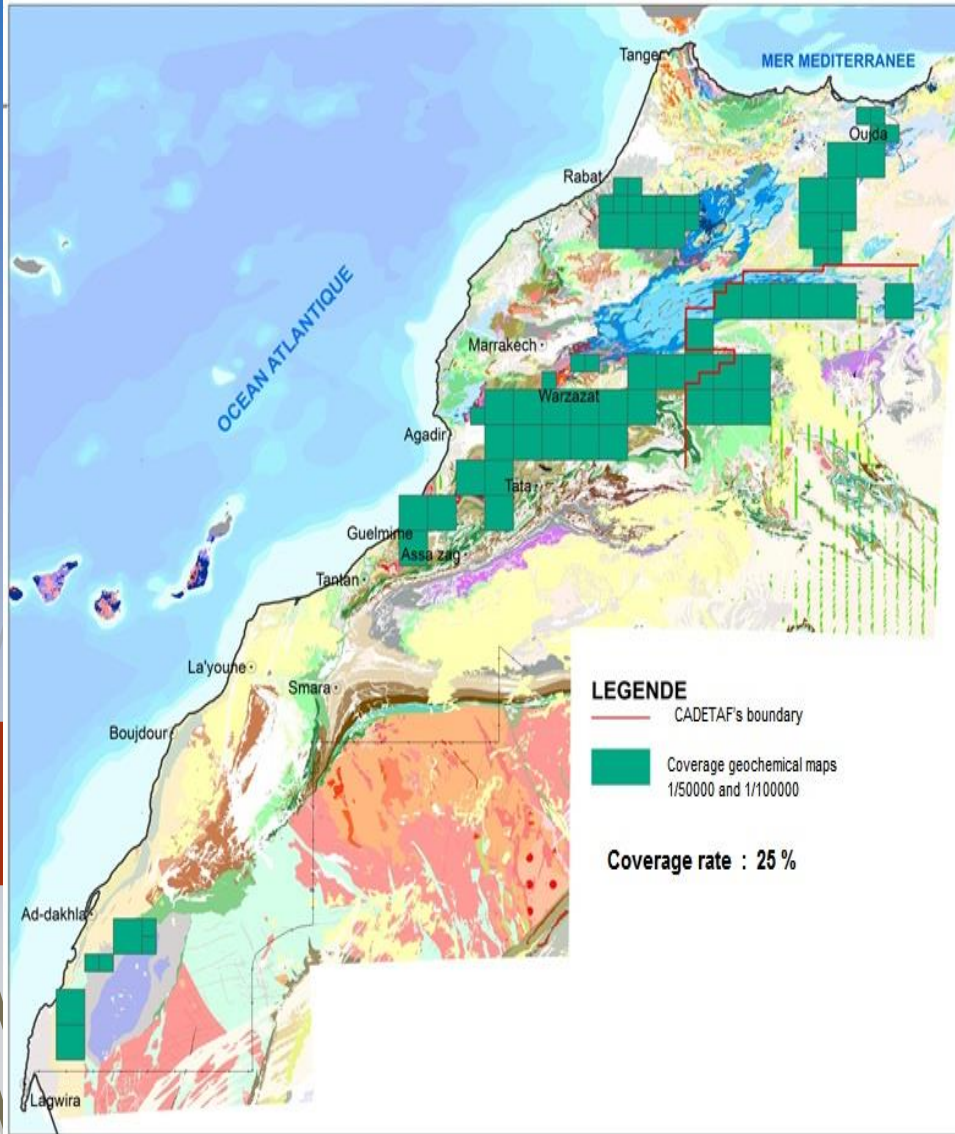 Tanger
MER MEDITERRANEE
Oujda
Rabat
OCEAN ATLANTIQUE
Marrakech
Warzazat
Agadir
Tata
Guelmime
Assa zag
Tantan
La'youne
Smara
Boujdour
LEGENDE
CADETAF's boundary
Coverage geochemical maps
1/50000 and 1/100000
Coverage rate : 25 %
Ad-dakhla
Lagwira